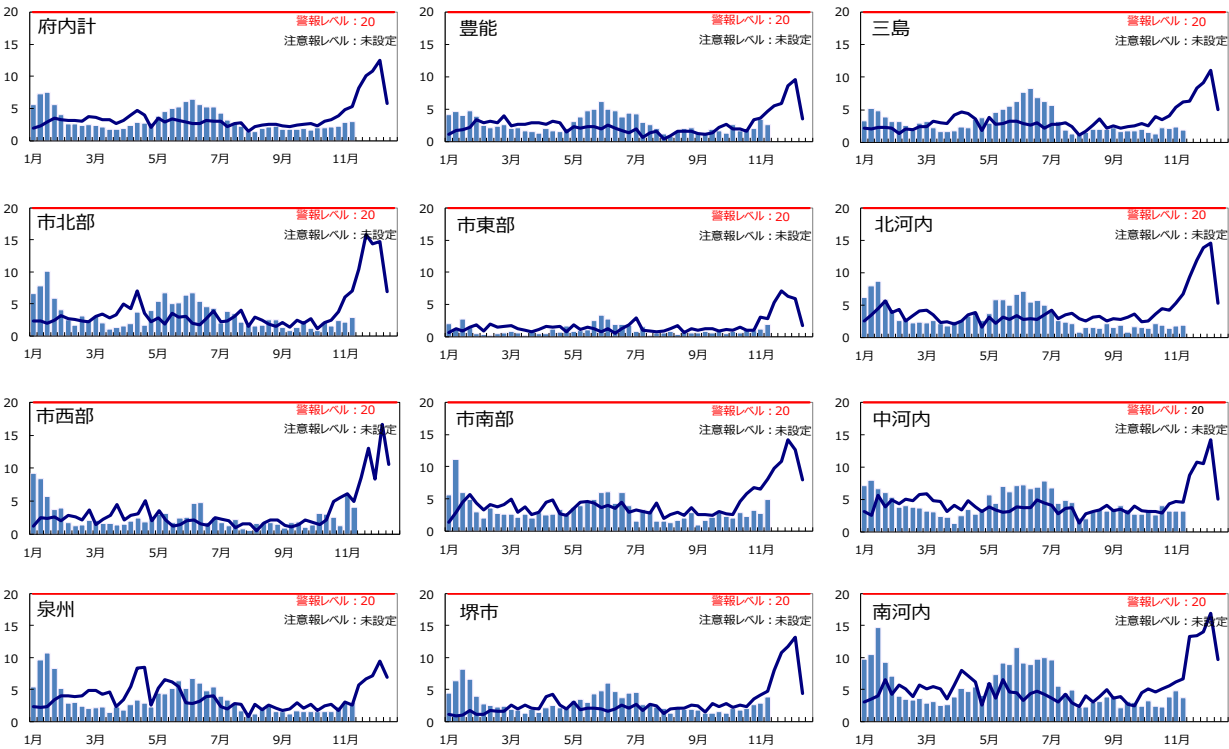 府内計
警報レベル：20
注意報レベル：未設定
20
15
10
5
0
1月 3月 5月 7月 9月 11月
豊能
警報レベル：20
注意報レベル：未設定
20
15
10
5
0
1月 3月 5月 7月 9月 11月
三島
警報レベル：20
注意報レベル：未設定
20
15
10
5
0
1月 3月 5月 7月 9月 11月
市北部
警報レベル：20
注意報レベル：未設定
20
15
10
5
0
1月 3月 5月 7月 9月 11月
市東部
警報レベル：20
注意報レベル：未設定
20
15
10
5
0
1月 3月 5月 7月 9月 11月
北河内
警報レベル：20
注意報レベル：未設定
20
15
10
5
0
1月 3月 5月 7月 9月 11月
市西部
警報レベル：20
注意報レベル：未設定
20
15
10
5
0
1月 3月 5月 7月 9月 11月
市南部
警報レベル：20
注意報レベル：未設定
20
15
10
5
0
1月 3月 5月 7月 9月 11月
中河内
警報レベル：20
注意報レベル：未設定
20
15
10
5
0
1月 3月 5月 7月 9月 11月
泉州
警報レベル：20
注意報レベル：未設定
20
15
10
5
0
1月 3月 5月 7月 9月 11月
堺市
警報レベル：20
注意報レベル：未設定
20
15
10
5
0
1月 3月 5月 7月 9月 11月
南河内
警報レベル：20
注意報レベル：未設定
20
15
10
5
0
1月 3月 5月 7月 9月 11月